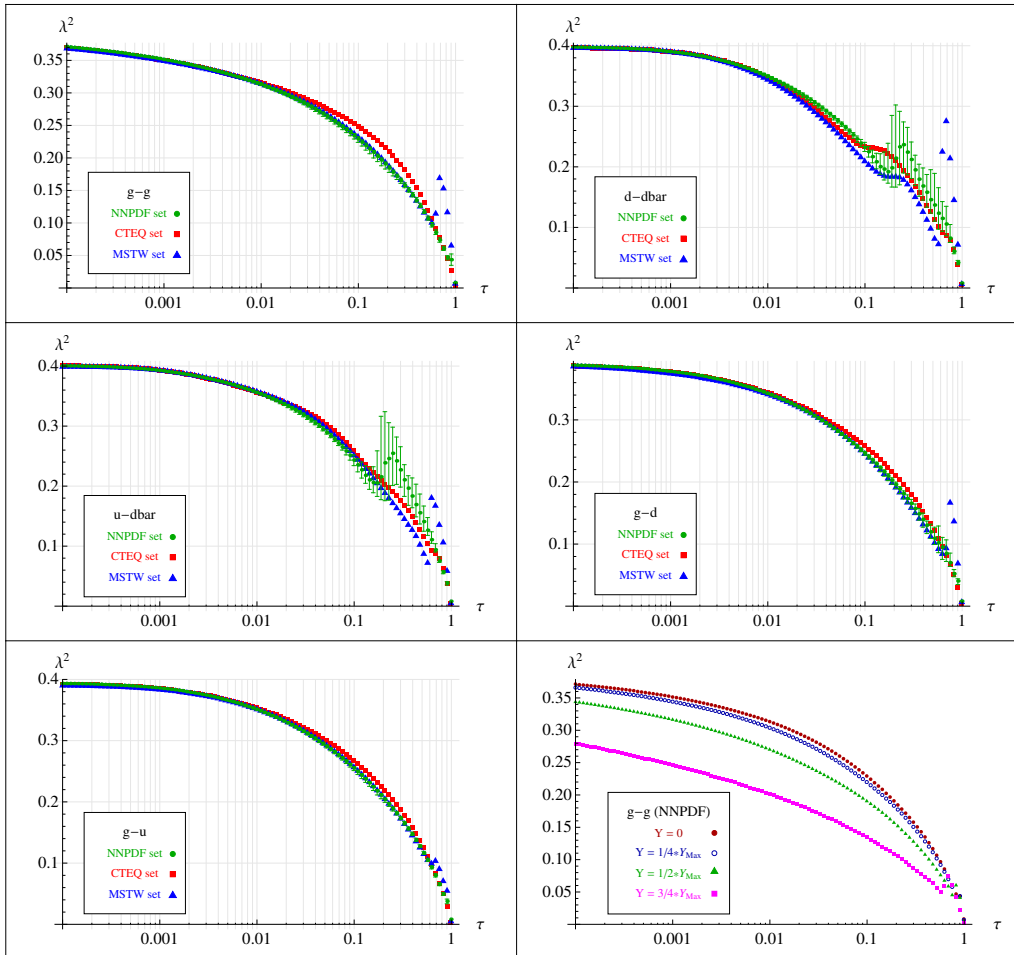 λ²
0.35
0.30
0.25
0.20
0.15
0.10
0.05
g-g
NNPDF set
CTEQ set
MSTW set
0.001
0.01
0.1
1
τ
λ²
0.4
0.3
0.2
0.1
d-dbar
NNPDF set
CTEQ set
MSTW set
0.001
0.01
0.1
1
τ
λ²
0.4
0.3
0.2
0.1
u-dbar
NNPDF set
CTEQ set
MSTW set
0.001
0.01
0.1
1
τ
λ²
0.3
0.2
0.1
g-d
NNPDF set
CTEQ set
MSTW set
0.001
0.01
0.1
1
τ
λ²
0.4
0.3
0.2
0.1
g-u
NNPDF set
CTEQ set
MSTW set
0.001
0.01
0.1
1
τ
λ²
0.35
0.30
0.25
0.20
0.15
0.10
0.05
g-g (NNPDF)
Y = 0
Y = 1/4*Y_Max
Y = 1/2*Y_Max
Y = 3/4*Y_Max
0.001
0.01
0.1
1
τ